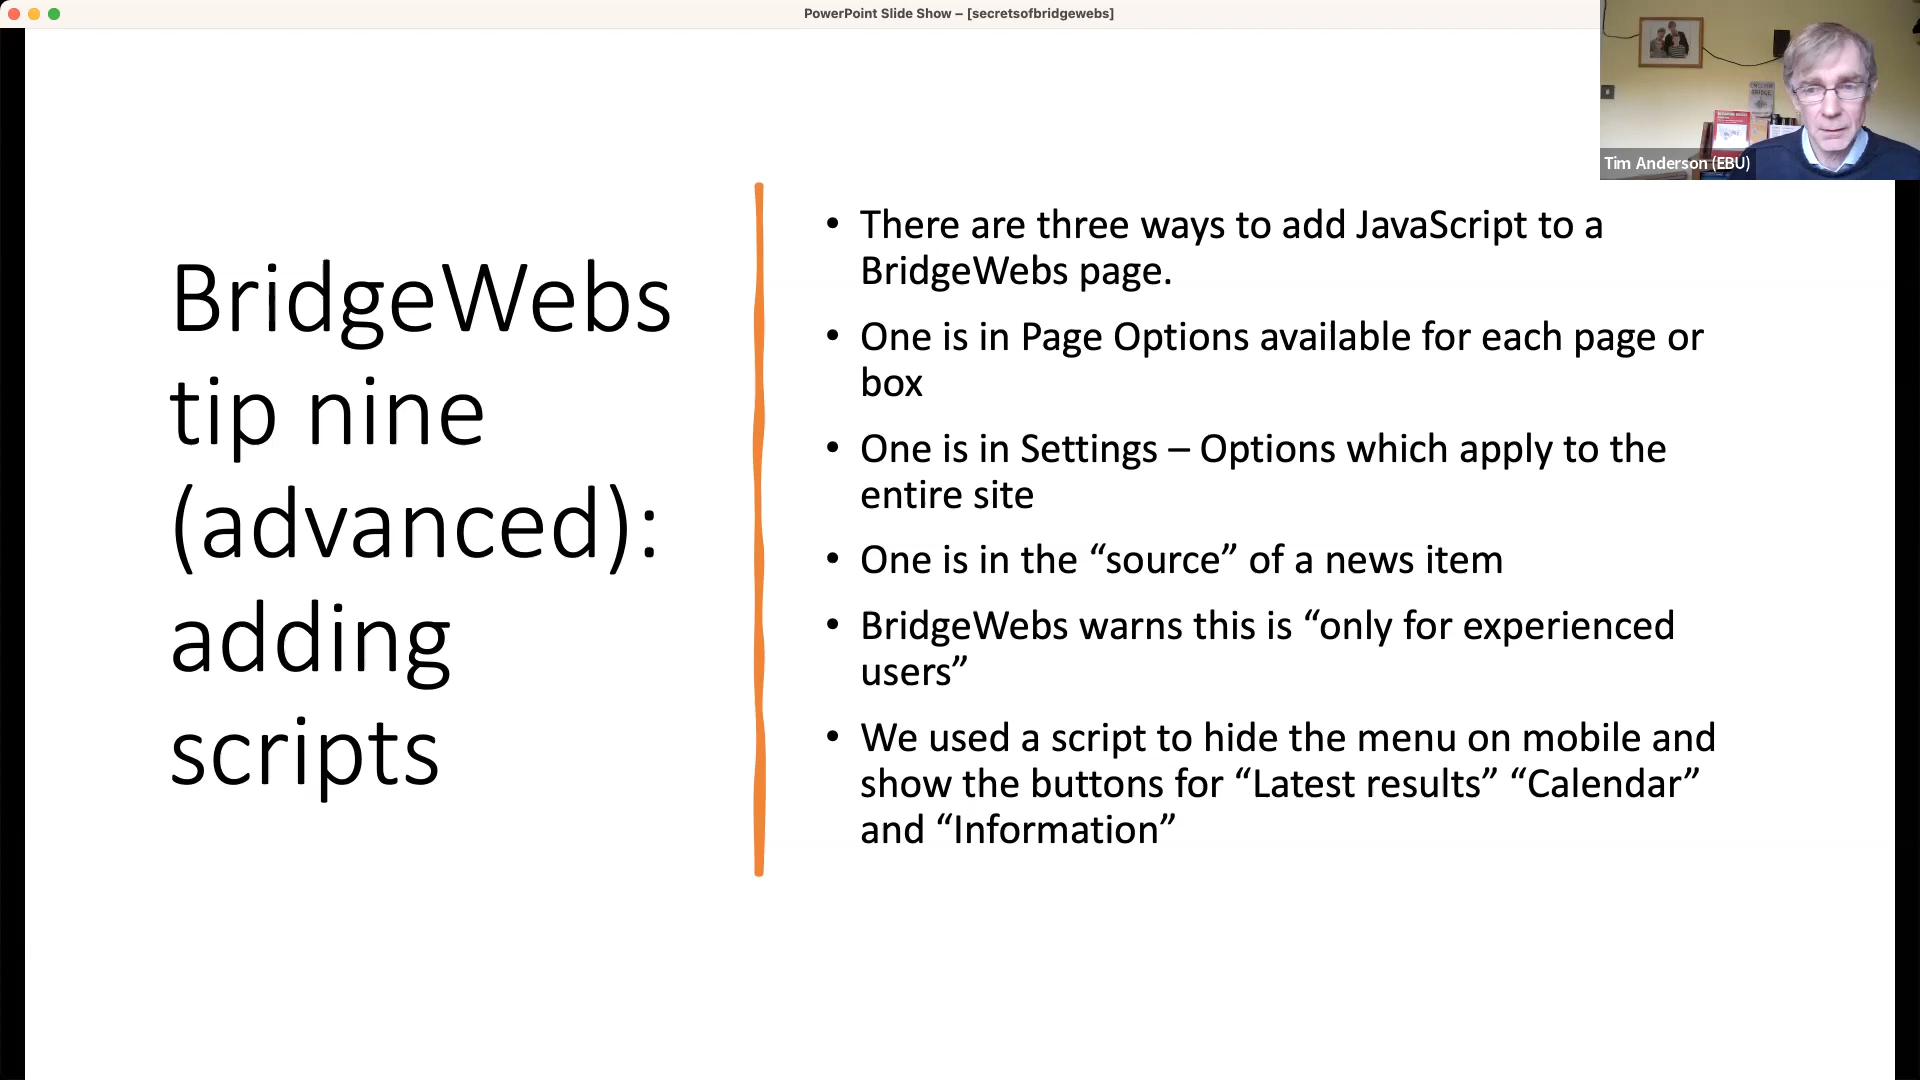 PowerPoint Slide Show – [secretsofbridgewebs]
ENGLISH
BRIDGE
Tim Anderson (EBU)
BridgeWebs
tip nine
(advanced):
adding
scripts
• There are three ways to add JavaScript to a
BridgeWebs page.
• One is in Page Options available for each page or
box
• One is in Settings – Options which apply to the
entire site
• One is in the “source” of a news item
• BridgeWebs warns this is “only for experienced
users”
• We used a script to hide the menu on mobile and
show the buttons for “Latest results” “Calendar”
and “Information”